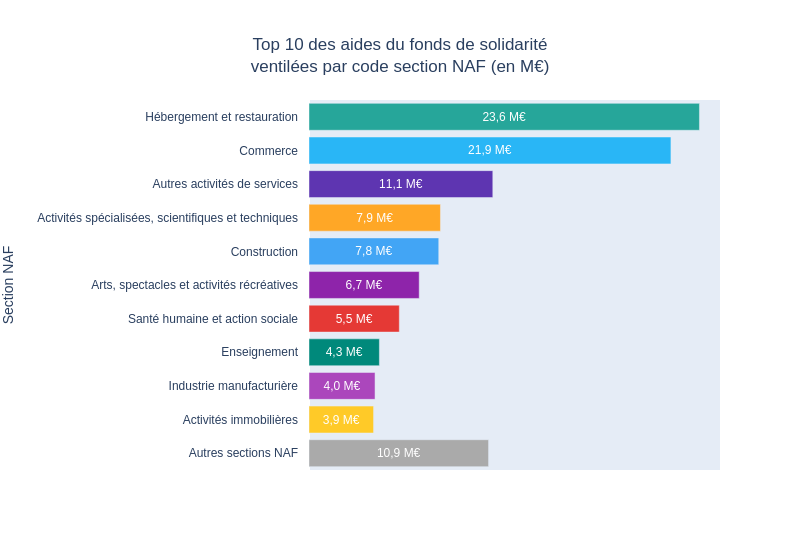 Top 10 des aides du fonds de solidarité
ventilées par code section NAF (en M€)
Section NAF
Hébergement et restauration 23,6 M€
Commerce 21,9 M€
Autres activités de services 11,1 M€
Activités spécialisées, scientifiques et techniques 7,9 M€
Construction 7,8 M€
Arts, spectacles et activités récréatives 6,7 M€
Santé humaine et action sociale 5,5 M€
Enseignement 4,3 M€
Industrie manufacturière 4,0 M€
Activités immobilières 3,9 M€
Autres sections NAF 10,9 M€